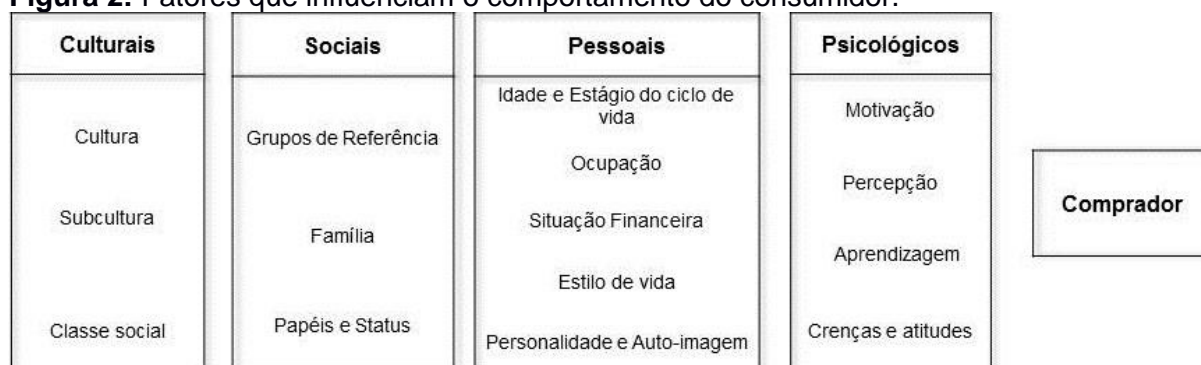 Figura 2. Fatores que influenciam o comportamento do consumidor.
Culturais
Cultura
Subcultura
Classe social
Sociais
Grupos de Referência
Família
Papéis e Status
Pessoais
Idade e Estágio do ciclo de
vida
Ocupação
Situação Financeira
Estilo de vida
Personalidade e Auto-imagem
Psicológicos
Motivação
Percepção
Aprendizagem
Crenças e atitudes
Comprador